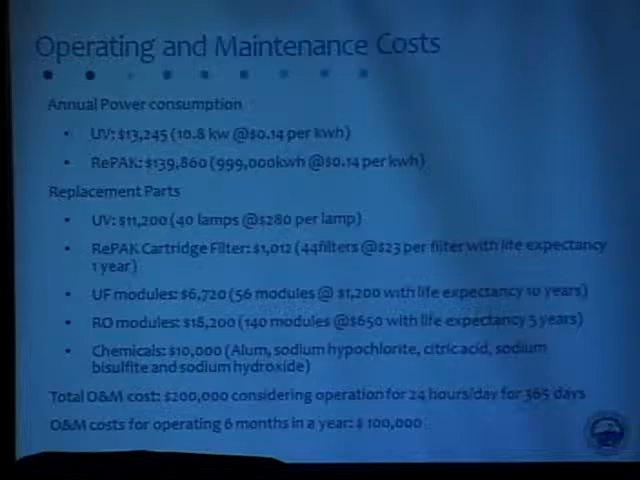 Operating and Maintenance Costs
Annual Power consumption
• UV: $13,245 (10.8 kw @$0.14 per kwh)
• RePAK: $139,860 (999,000kwh @$0.14 per kwh)
Replacement Parts
• UV: $11,200 (40 lamps @$280 per lamp)
• RePAK Cartridge Filter: $1,012 (44filters @$23 per filter with life expectancy
1 year)
• UF modules: $6,720 (56 modules @ $1,200 with life expectancy 10 years)
• RO modules: $18,200 (140 modules @$650 with life expectancy 5 years)
• Chemicals: $10,000 (Alum, sodium hypochlorite, citric acid, sodium
bisulfite and sodium hydroxide)
Total O&M cost: $200,000 considering operation for 24 hours/day for 365 days
O&M costs for operating 6 months in a year: $ 100,000